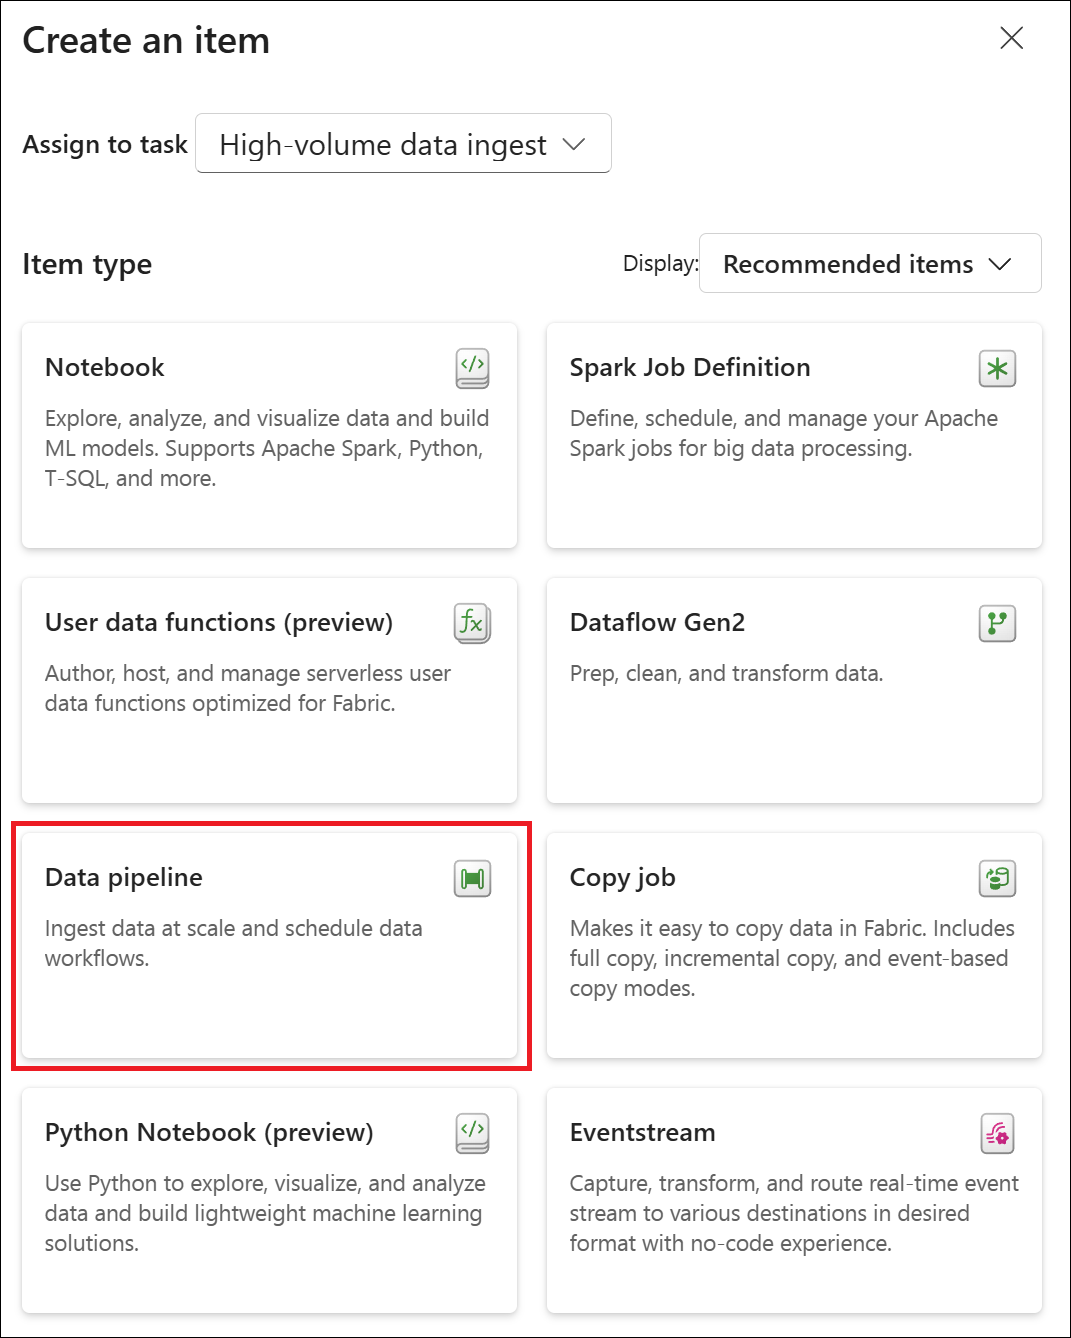 Create an item
Assign to task
High-volume data ingest
Item type
Display:
Recommended items
Notebook
Explore, analyze, and visualize data and build
ML models. Supports Apache Spark, Python,
T-SQL, and more.
Spark Job Definition
Define, schedule, and manage your Apache
Spark jobs for big data processing.
User data functions (preview)
Author, host, and manage serverless user
data functions optimized for Fabric.
Dataflow Gen2
Prep, clean, and transform data.
Data pipeline
Ingest data at scale and schedule data
workflows.
Copy job
Makes it easy to copy data in Fabric. Includes
full copy, incremental copy, and event-based
copy modes.
Python Notebook (preview)
Use Python to explore, visualize, and analyze
data and build lightweight machine learning
solutions.
Eventstream
Capture, transform, and route real-time event
stream to various destinations in desired
format with no-code experience.